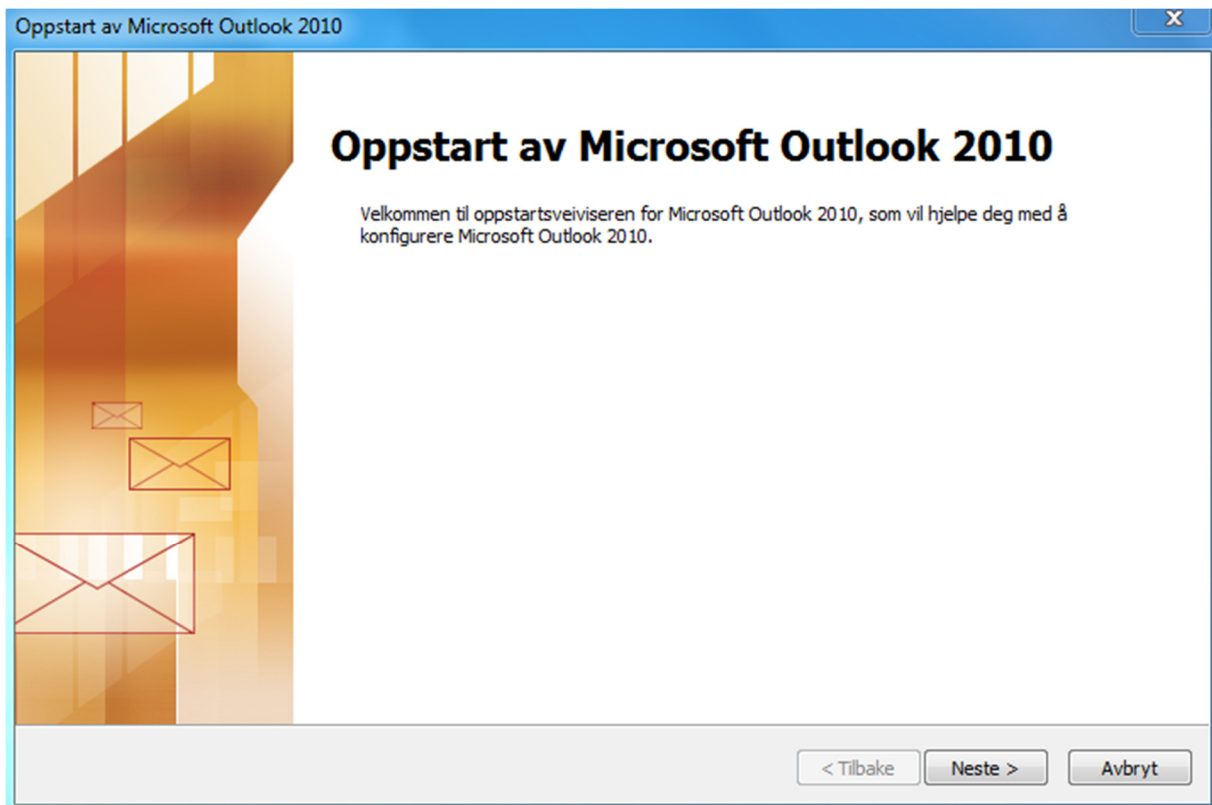 Oppstart av Microsoft Outlook 2010
Oppstart av Microsoft Outlook 2010
Velkommen til oppstartsveiviseren for Microsoft Outlook 2010, som vil hjelpe deg med å
konfigurere Microsoft Outlook 2010.
< Tilbake
Neste >
Avbryt